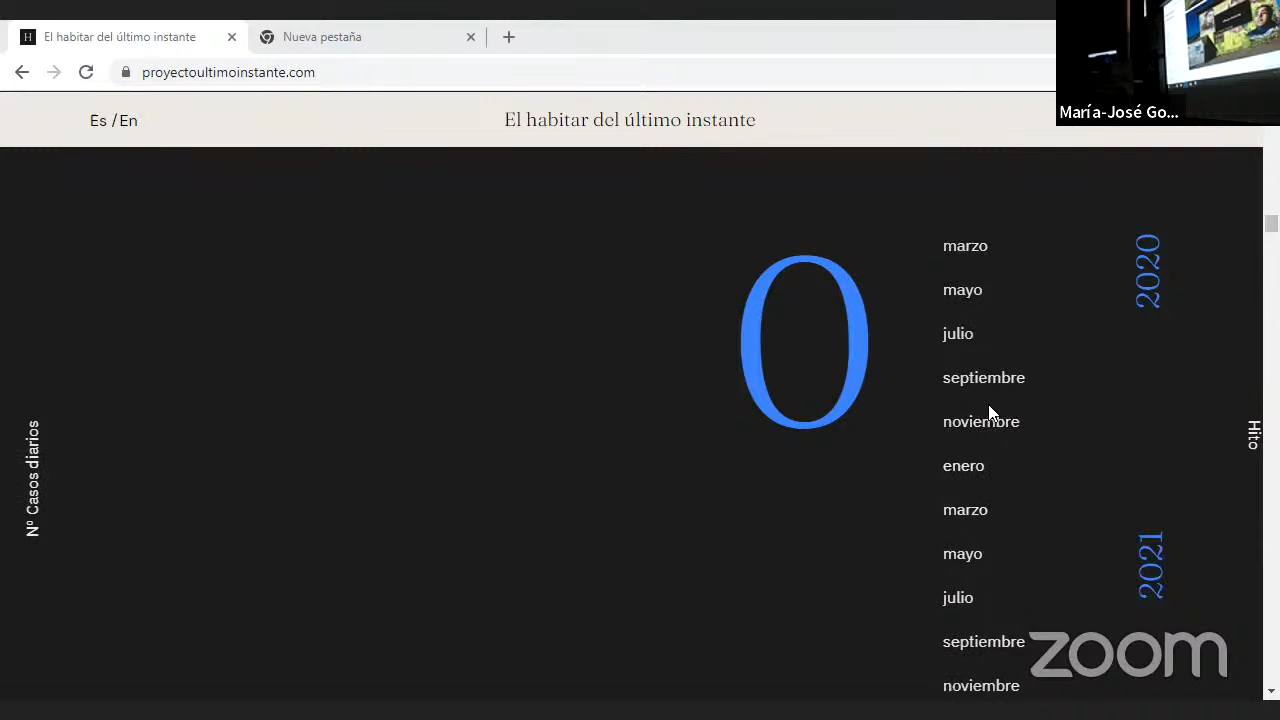 El habitar del último instante
Nueva pestaña
proyectoultimoinstante.com
María-José Go...
Es / En
El habitar del último instante
0
marzo
mayo
julio
septiembre
noviembre
enero
marzo
mayo
julio
septiembre
noviembre
2020
2021
Nº Casos diarios
Hito
zoom